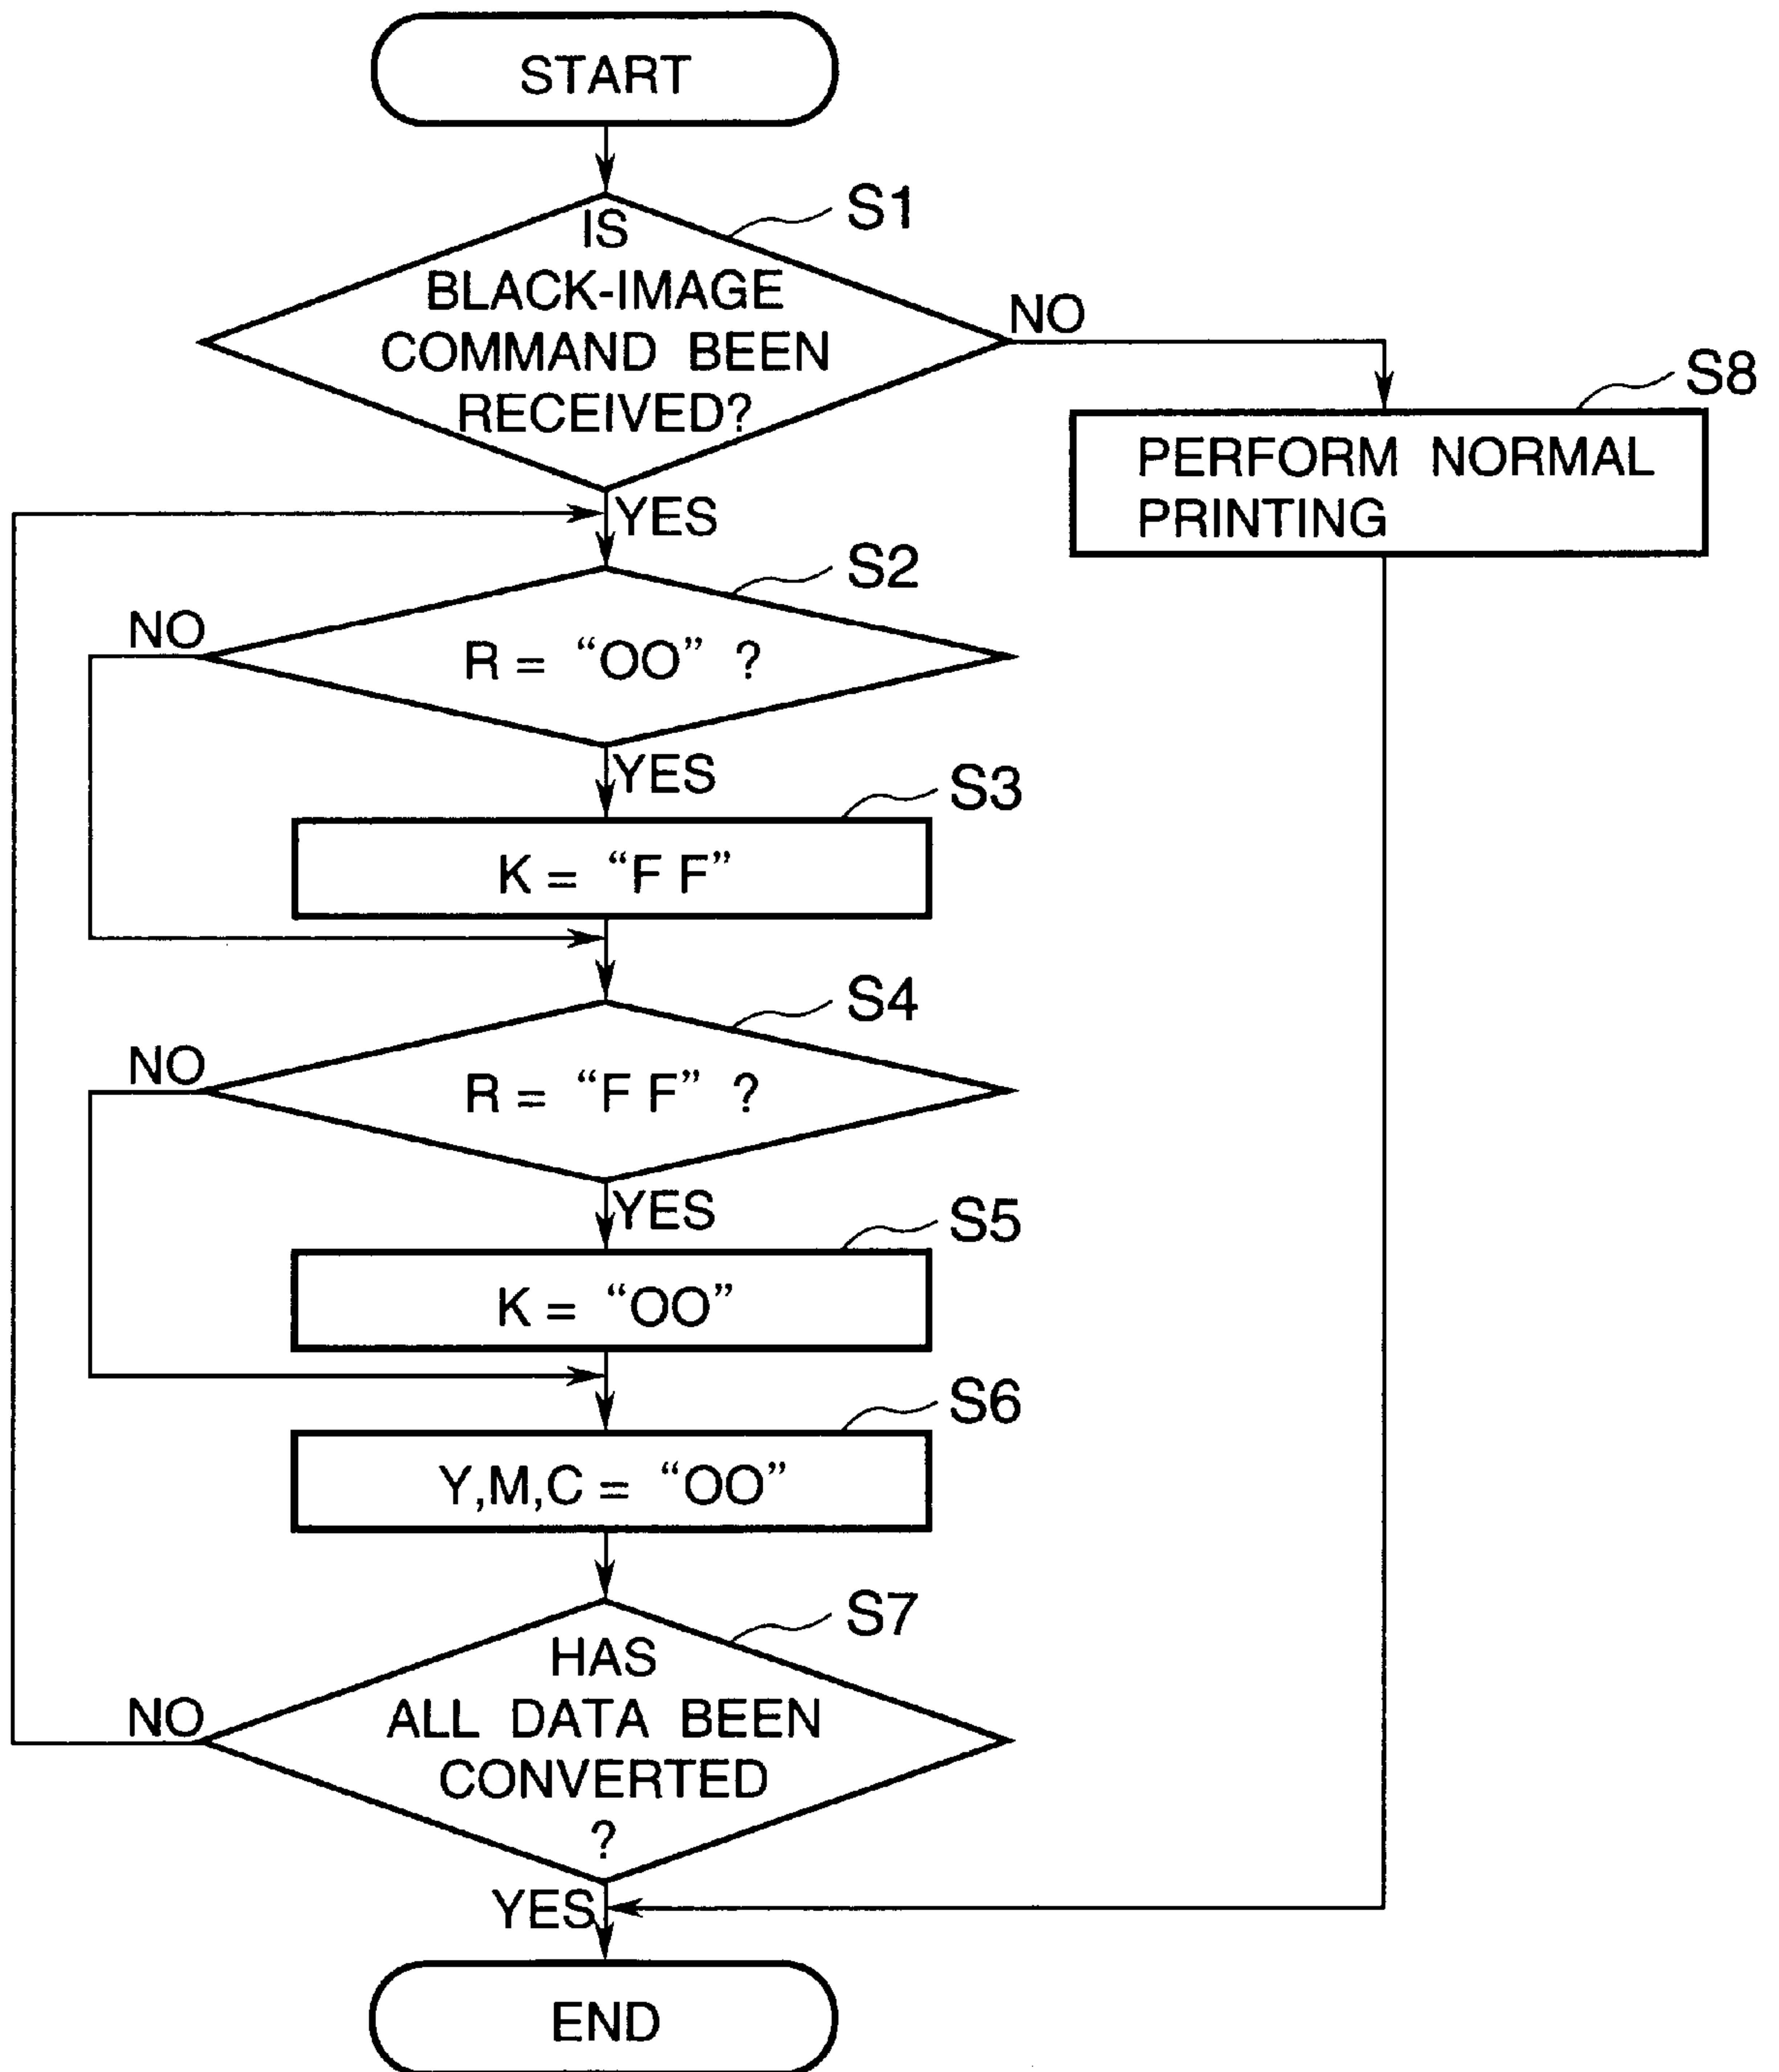 START
S1
IS
BLACK-IMAGE
COMMAND BEEN
RECEIVED?
NO
S8
PERFORM NORMAL
PRINTING
YES
S2
NO
R = “OO” ?
YES
S3
K = “F F”
S4
NO
R = “F F” ?
YES
S5
K = “OO”
S6
Y,M,C = “OO”
S7
HAS
NO
ALL DATA BEEN
CONVERTED
?
YES
END